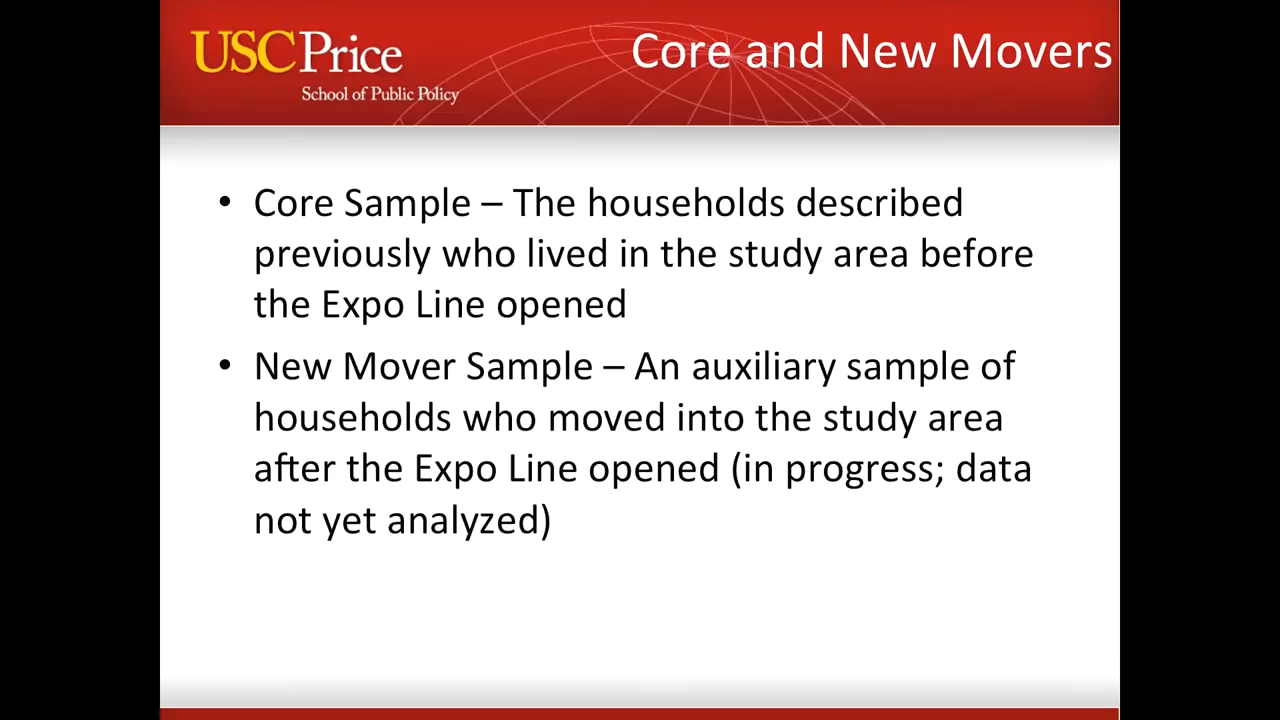 USCPrice
School of Public Policy
Core and New Movers
• Core Sample – The households described
previously who lived in the study area before
the Expo Line opened
• New Mover Sample – An auxiliary sample of
households who moved into the study area
after the Expo Line opened (in progress; data
not yet analyzed)